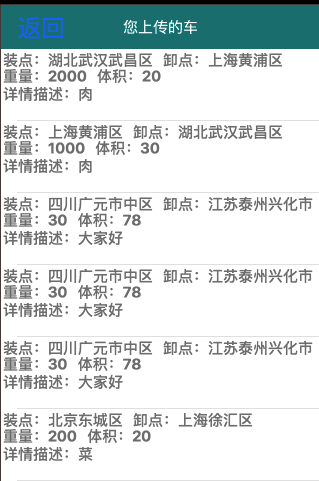 返回 您上传的车
装点：湖北武汉武昌区 卸点：上海黄浦区
重量：2000 体积：20
详情描述：肉
装点：上海黄浦区 卸点：湖北武汉武昌区
重量：1000 体积：30
详情描述：肉
装点：四川广元市中区 卸点：江苏泰州兴化市
重量：30 体积：78
详情描述：大家好
装点：四川广元市中区 卸点：江苏泰州兴化市
重量：30 体积：78
详情描述：大家好
装点：四川广元市中区 卸点：江苏泰州兴化市
重量：30 体积：78
详情描述：大家好
装点：北京东城区 卸点：上海徐汇区
重量：200 体积：20
详情描述：菜